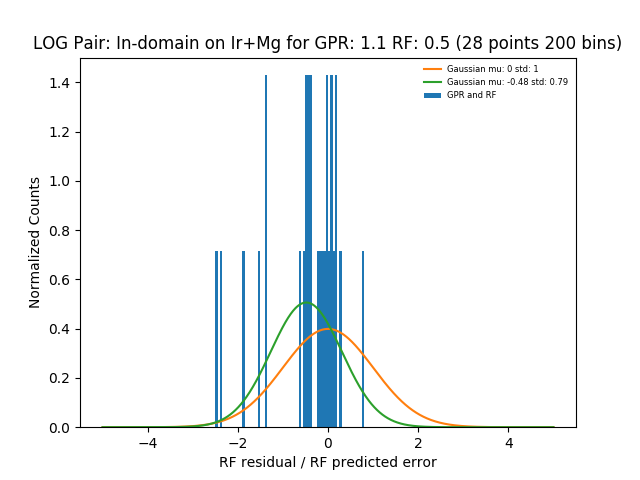 LOG Pair: In-domain on Ir+Mg for GPR: 1.1 RF: 0.5 (28 points 200 bins)
Gaussian mu: 0 std: 1
Gaussian mu: -0.48 std: 0.79
GPR and RF
Normalized Counts
1.4
1.2
1.0
0.8
0.6
0.4
0.2
0.0
−4 −2 0 2 4
RF residual / RF predicted error